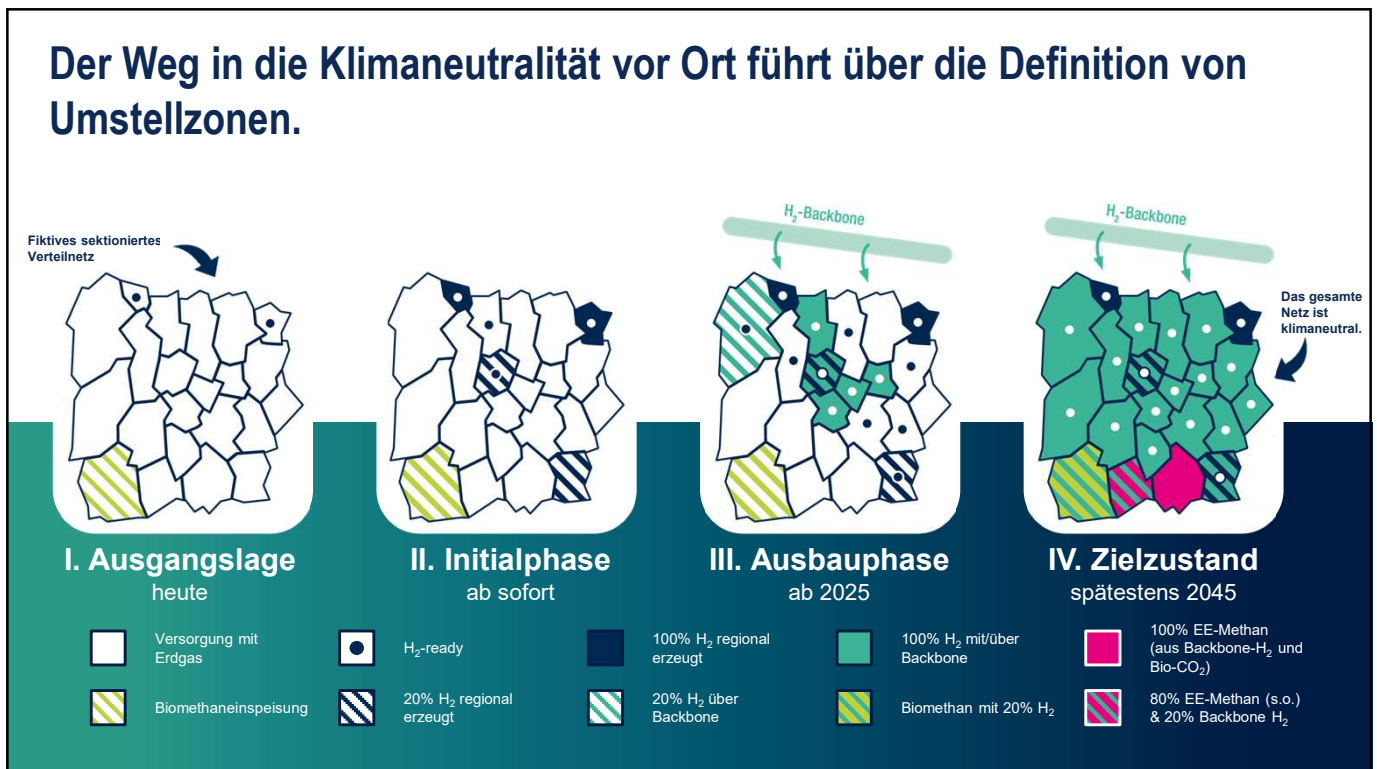 Der Weg in die Klimaneutralität vor Ort führt über die Definition von
Umstellzonen.
Fiktives sektioniertes
Verteilnetz
H₂-Backbone
H₂-Backbone
Das gesamte
Netz ist
klimaneutral.
I. Ausgangslage
heute
II. Initialphase
ab sofort
III. Ausbauphase
ab 2025
IV. Zielzustand
spätestens 2045
Versorgung mit
Erdgas
H₂-ready
100% H₂ regional
erzeugt
100% H₂ mit/über
Backbone
100% EE-Methan
(aus Backbone-H₂ und
Bio-CO₂)
Biomethaneinspeisung
20% H₂ regional
erzeugt
20% H₂ über
Backbone
Biomethan mit 20% H₂
80% EE-Methan (s.o.)
& 20% Backbone H₂